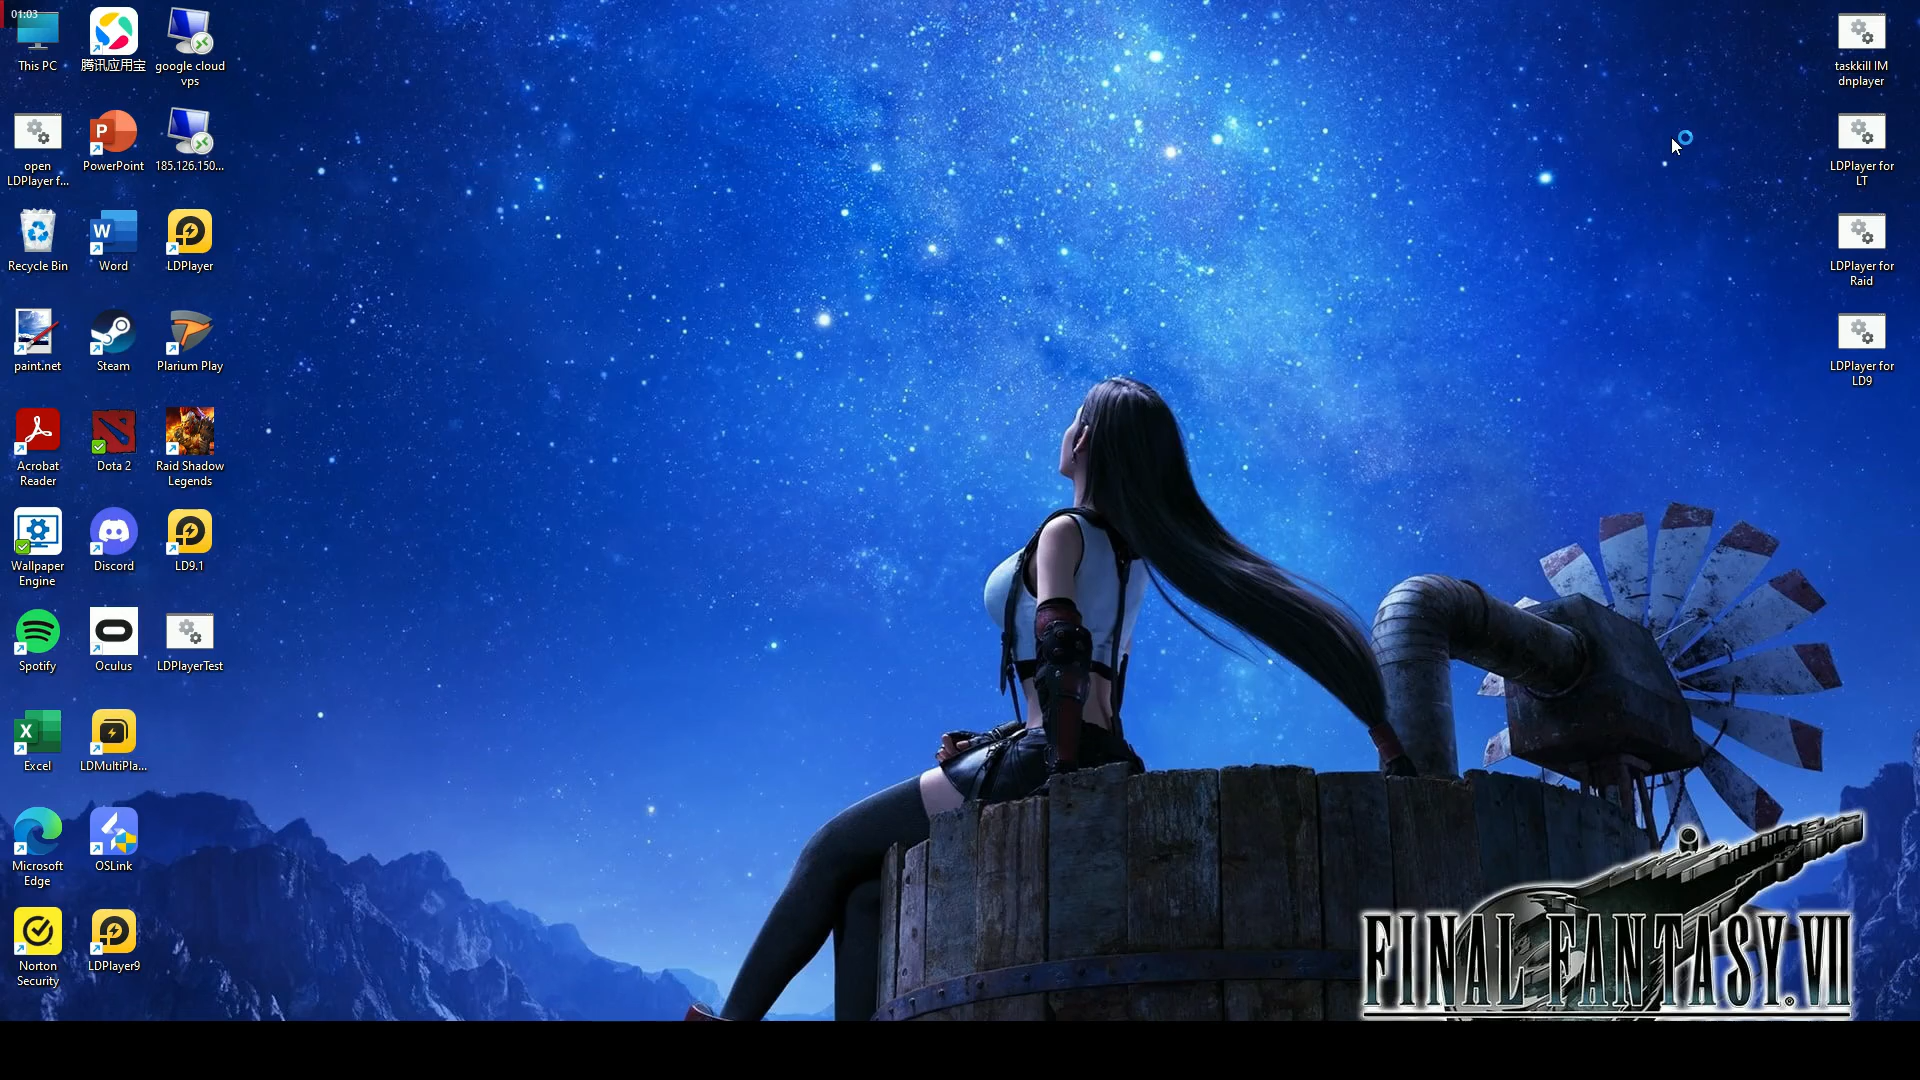 01:03
This PC
腾讯应用宝
google cloud
vps
open
LDPlayer f...
PowerPoint
185.126.150...
Recycle Bin
Word
LDPlayer
paint.net
Steam
Plarium Play
Acrobat
Reader
Dota 2
Raid Shadow
Legends
Wallpaper
Engine
Discord
LD9.1
Spotify
Oculus
LDPlayerTest
Excel
LDMultiPla...
Microsoft
Edge
OSLink
Norton
Security
LDPlayer9
taskkill IM
dnplayer
LDPlayer for
LT
LDPlayer for
Raid
LDPlayer for
LD9
FINAL FANTASY VII